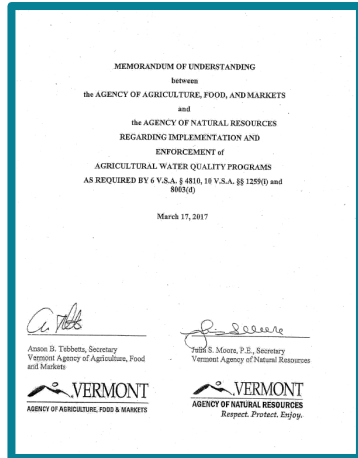 MEMORANDUM OF UNDERSTANDING
between
the AGENCY OF AGRICULTURE, FOOD, AND MARKETS
and
the AGENCY OF NATURAL RESOURCES
REGARDING IMPLEMENTATION AND
ENFORCEMENT of
AGRICULTURAL WATER QUALITY PROGRAMS
AS REQUIRED BY 6 V.S.A. § 4810, 10 V.S.A. §§ 1259(i) and
8003(d)
March 17, 2017
Anson B. Tebbetts, Secretary
Vermont Agency of Agriculture, Food
and Markets
VERMONT
AGENCY OF AGRICULTURE, FOOD & MARKETS
Julia S. Moore, P.E., Secretary
Vermont Agency of Natural Resources
VERMONT
AGENCY OF NATURAL RESOURCES
Respect. Protect. Enjoy.